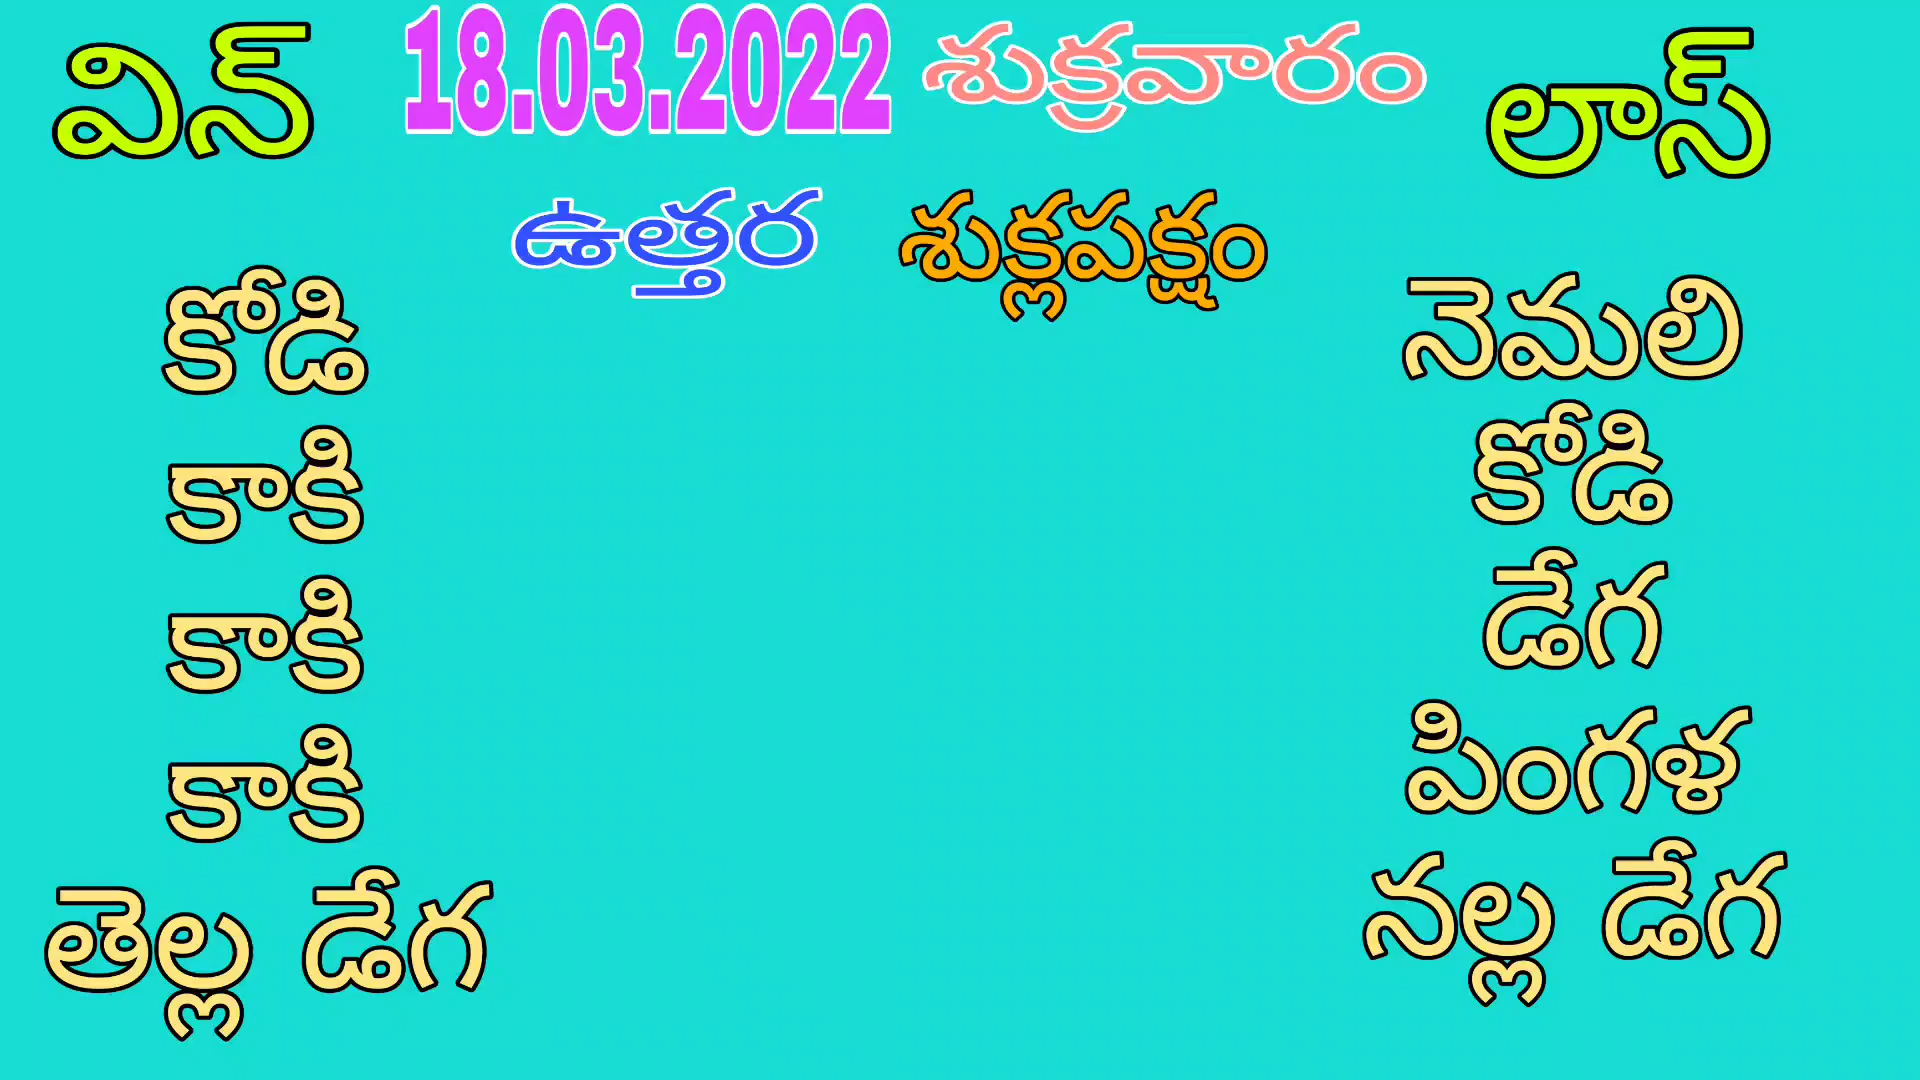 విన్ 18.03.2022 శుక్రవారం లాస్
ఉత్తర శుక్లపక్షం
కోడి నెమలి
కాకి కోడి
కాకి డేగ
కాకి పింగళ
తెల్ల డేగ నల్ల డేగ